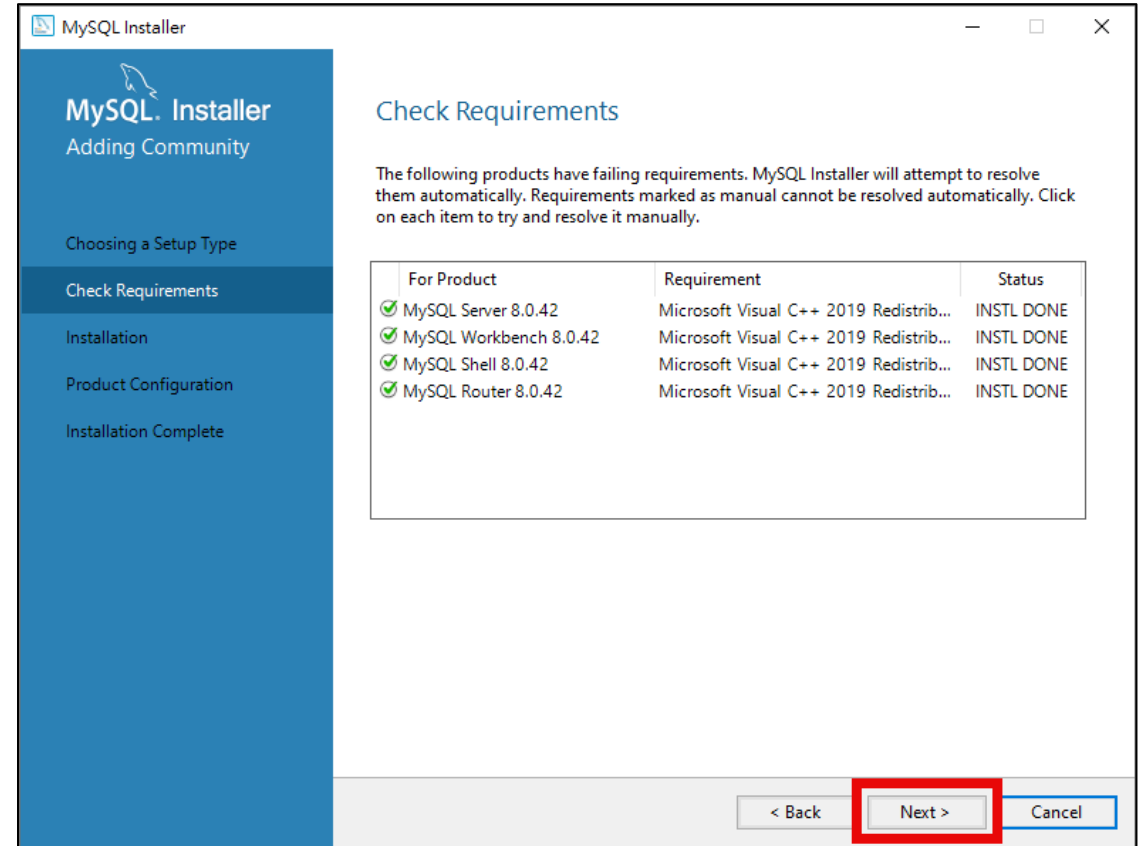 MySQL Installer
MySQL. Installer
Adding Community
Choosing a Setup Type
Check Requirements
Installation
Product Configuration
Installation Complete
Check Requirements
The following products have failing requirements. MySQL Installer will attempt to resolve
them automatically. Requirements marked as manual cannot be resolved automatically. Click
on each item to try and resolve it manually.
For Product Requirement Status
MySQL Server 8.0.42 Microsoft Visual C++ 2019 Redistrib... INSTL DONE
MySQL Workbench 8.0.42 Microsoft Visual C++ 2019 Redistrib... INSTL DONE
MySQL Shell 8.0.42 Microsoft Visual C++ 2019 Redistrib... INSTL DONE
MySQL Router 8.0.42 Microsoft Visual C++ 2019 Redistrib... INSTL DONE
< Back Next > Cancel